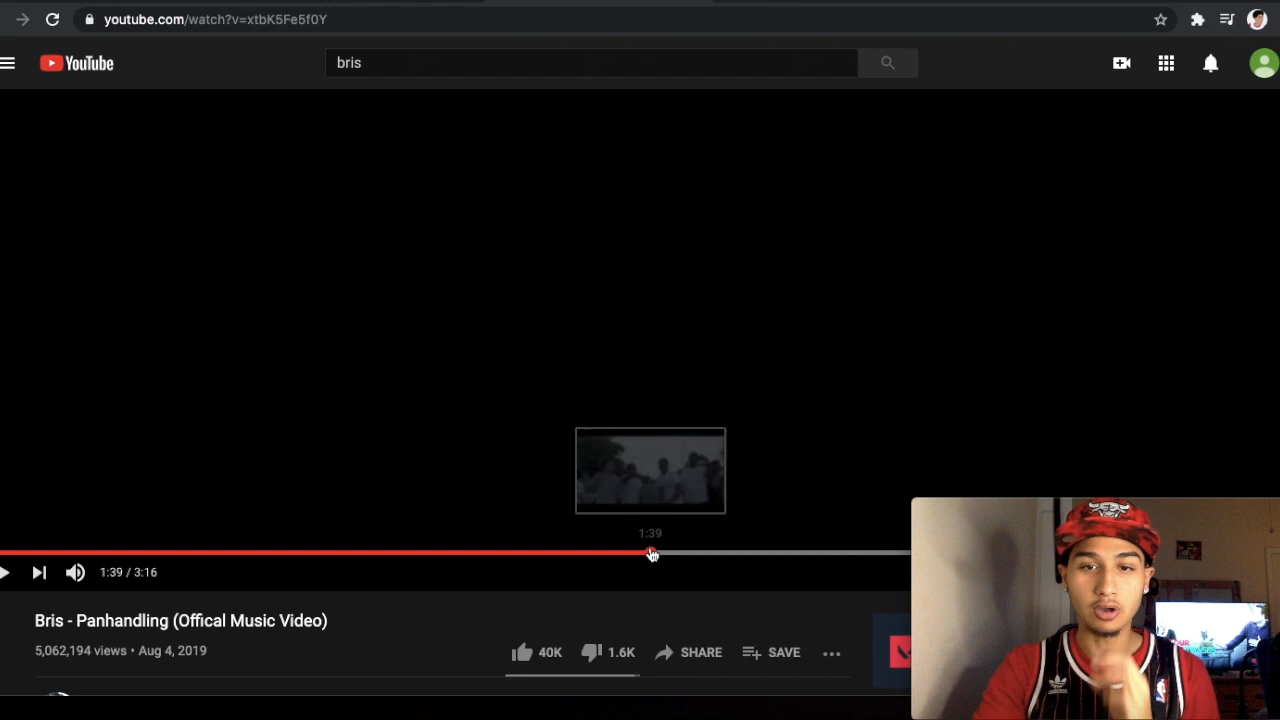 youtube.com/watch?v=xtbK5Fe5f0Y
YouTube
bris
1:39
1:39 / 3:16
Bris - Panhandling (Offical Music Video)
5,062,194 views • Aug 4, 2019
40K
1.6K
SHARE
SAVE